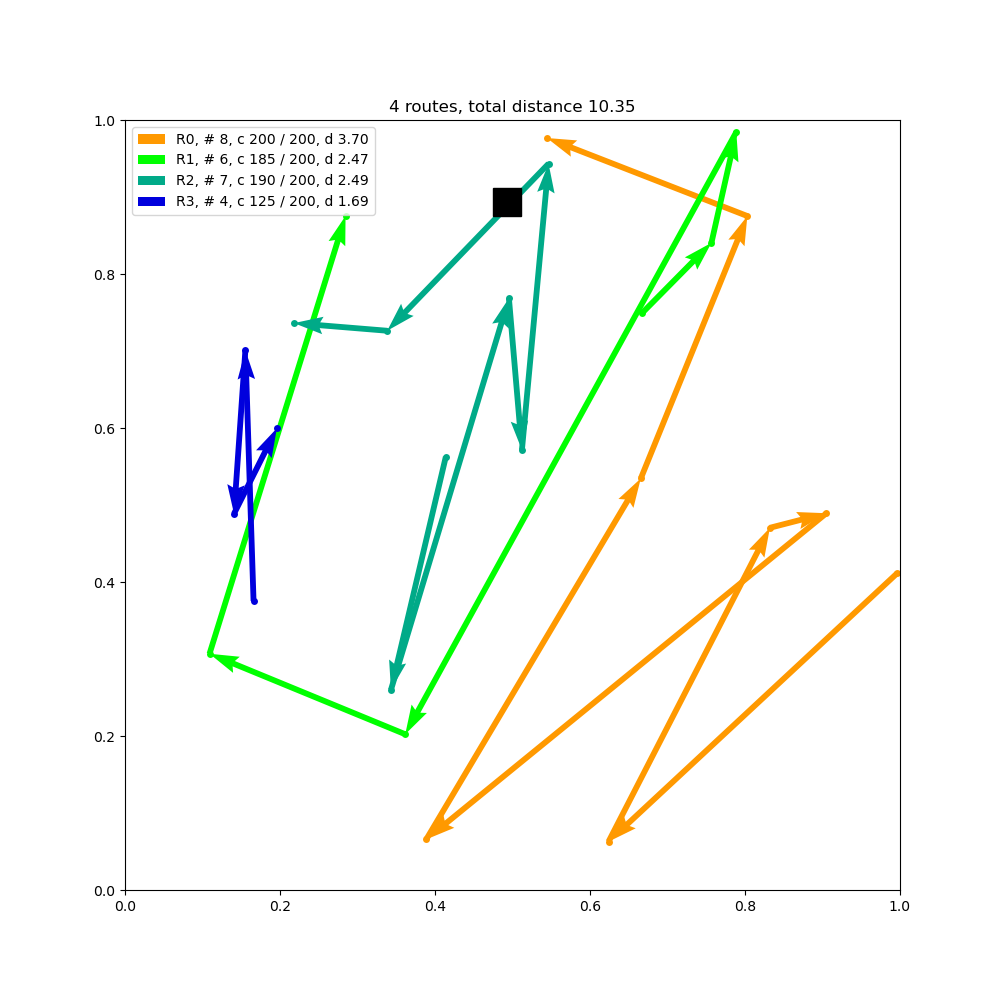 4 routes, total distance 10.35
R0, # 8, c 200 / 200, d 3.70
R1, # 6, c 185 / 200, d 2.47
R2, # 7, c 190 / 200, d 2.49
R3, # 4, c 125 / 200, d 1.69
1.0
0.8
0.6
0.4
0.2
0.0
0.0 0.2 0.4 0.6 0.8 1.0